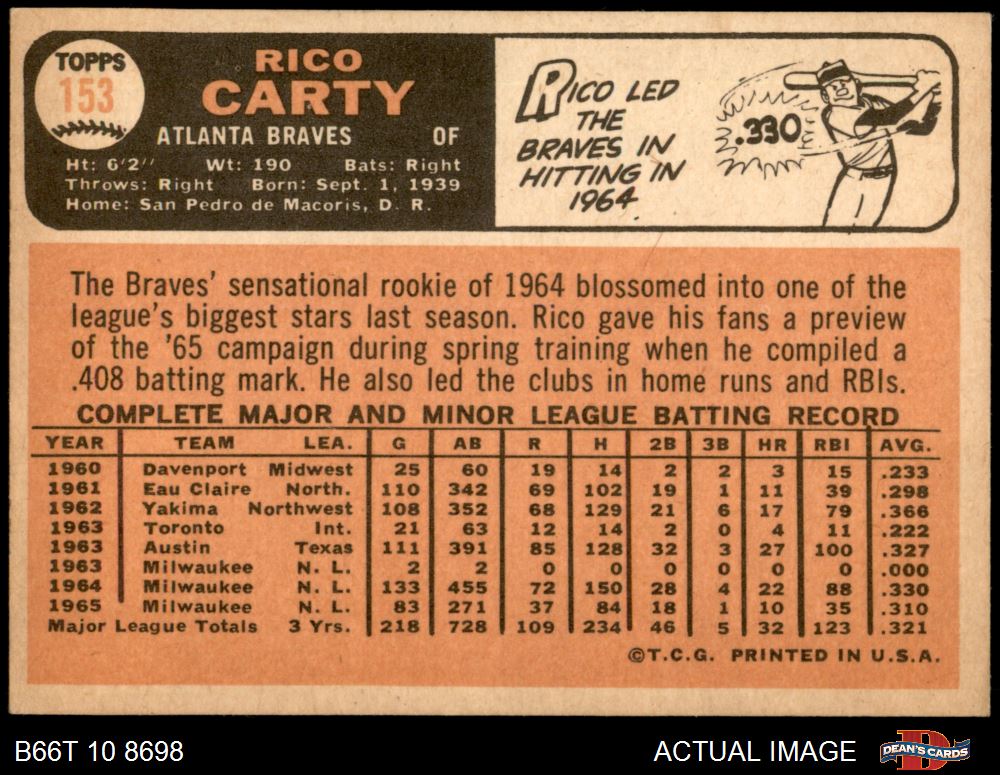 TOPPS
153
RICO
CARTY
ATLANTA BRAVES OF
Ht: 6'2'' Wt: 190 Bats: Right
Throws: Right Born: Sept. 1, 1939
Home: San Pedro de Macoris, D. R.
RICO LED
THE
BRAVES IN
HITTING IN
1964
.330
The Braves' sensational rookie of 1964 blossomed into one of the
league's biggest stars last season. Rico gave his fans a preview
of the '65 campaign during spring training when he compiled a
.408 batting mark. He also led the clubs in home runs and RBIs.
COMPLETE MAJOR AND MINOR LEAGUE BATTING RECORD
YEAR TEAM LEA. G AB R H 2B 3B HR RBI AVG.
1960 Davenport Midwest 25 60 19 14 2 2 3 15 .233
1961 Eau Claire North. 110 342 69 102 19 1 11 39 .298
1962 Yakima Northwest 108 352 68 129 21 6 17 79 .366
1963 Toronto Int. 21 63 12 14 2 0 4 11 .222
1963 Austin Texas 111 391 85 128 32 3 27 100 .327
1963 Milwaukee N. L. 2 2 0 0 0 0 0 0 .000
1964 Milwaukee N. L. 133 455 72 150 28 4 22 88 .330
1965 Milwaukee N. L. 83 271 37 84 18 1 10 35 .310
Major League Totals 3 Yrs. 218 728 109 234 46 5 32 123 .321
©T.C.G. PRINTED IN U.S.A.
B66T 10 8698 ACTUAL IMAGE
D
DEAN'S CARDS